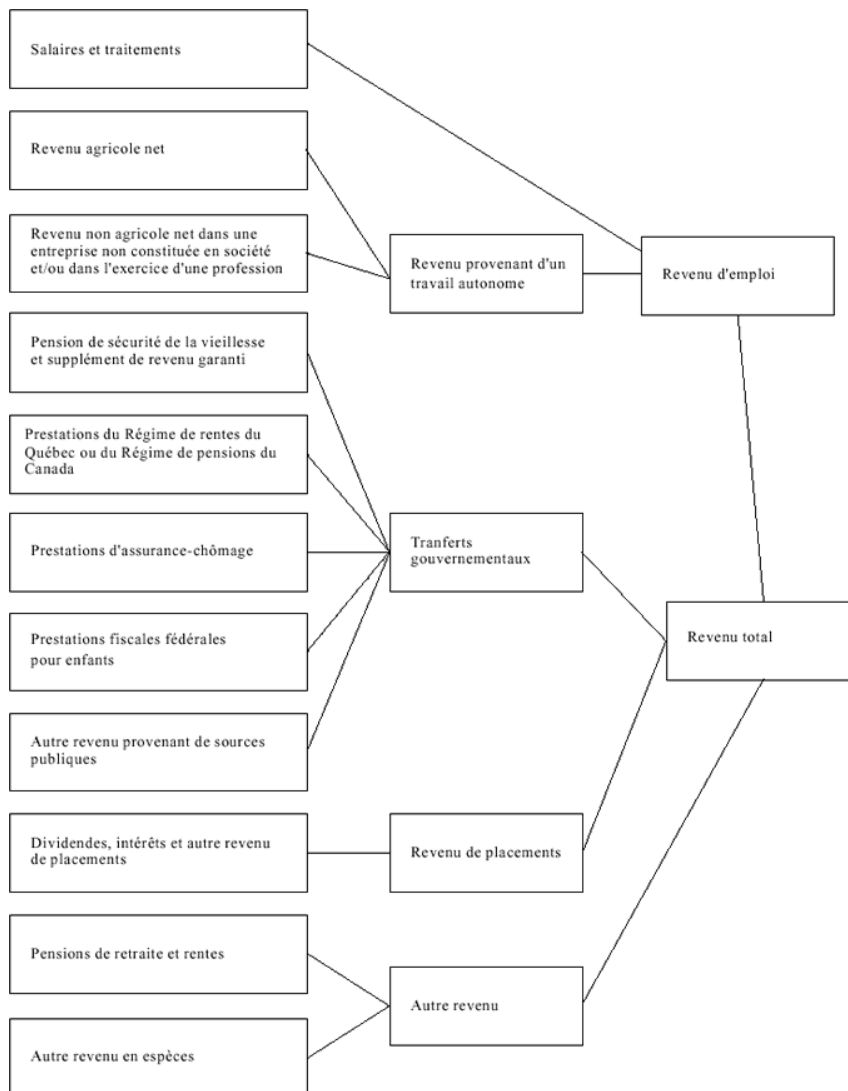 Salaires et traitements
Revenu agricole net
Revenu non agricole net dans une
entreprise non constituée en société
et/ou dans l'exercice d'une profession
Revenu provenant d'un
travail autonome
Revenu d'emploi
Pension de sécurité de la vieillesse
et supplément de revenu garanti
Prestations du Régime de rentes du
Québec ou du Régime de pensions du
Canada
Prestations d'assurance-chômage
Tranferts
gouvernementaux
Prestations fiscales fédérales
pour enfants
Revenu total
Autre revenu provenant de sources
publiques
Dividendes, intérêts et autre revenu
de placements
Revenu de placements
Pensions de retraite et rentes
Autre revenu
Autre revenu en espèces